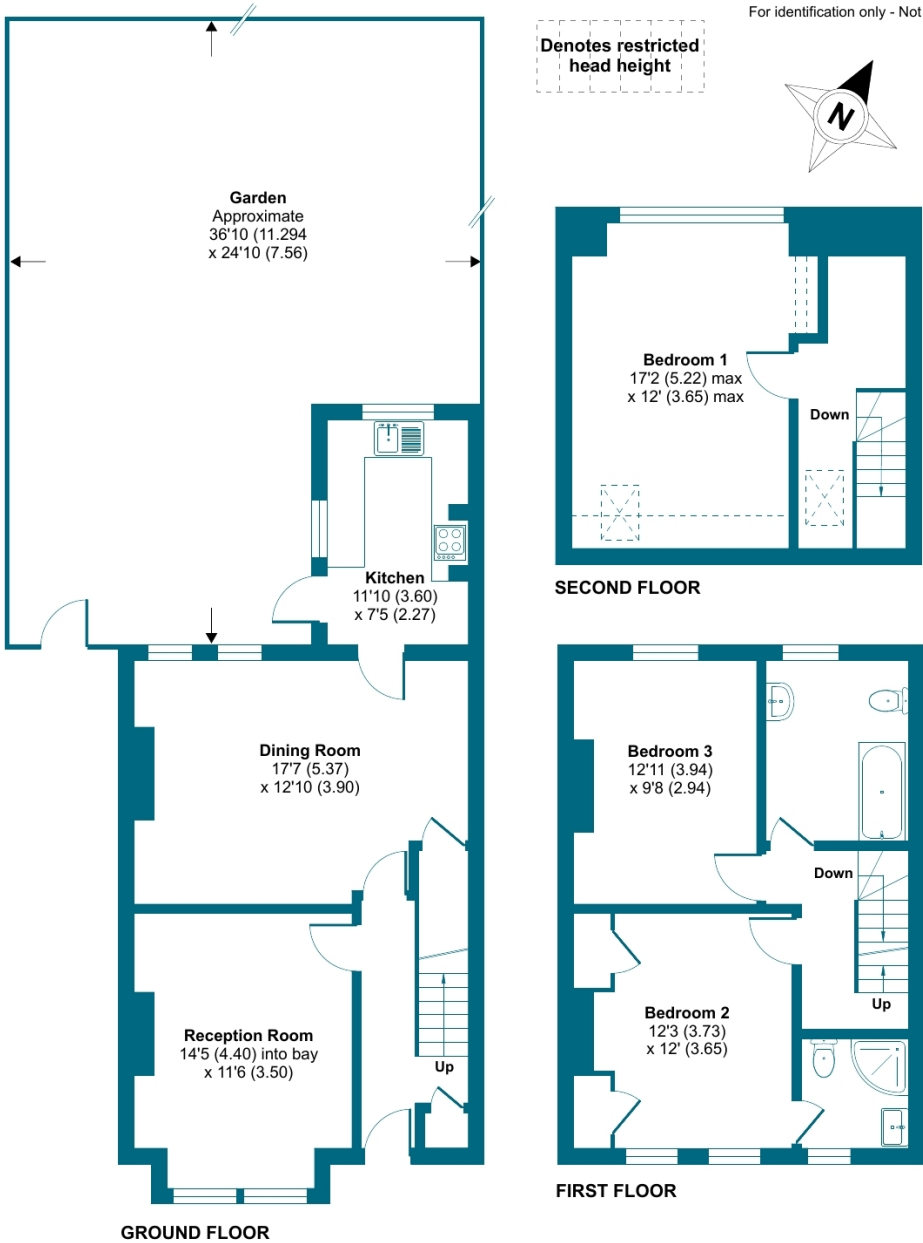 For identification only - Not
Denotes restricted
head height
N
Garden
Approximate
36'10 (11.294
x 24'10 (7.56)
Bedroom 1
17'2 (5.22) max
x 12' (3.65) max
Down
SECOND FLOOR
Kitchen
11'10 (3.60)
x 7'5 (2.27)
Dining Room
17'7 (5.37)
x 12'10 (3.90)
Bedroom 3
12'11 (3.94)
x 9'8 (2.94)
Down
Up
Reception Room
14'5 (4.40) into bay
x 11'6 (3.50)
Up
Bedroom 2
12'3 (3.73)
x 12' (3.65)
FIRST FLOOR
GROUND FLOOR